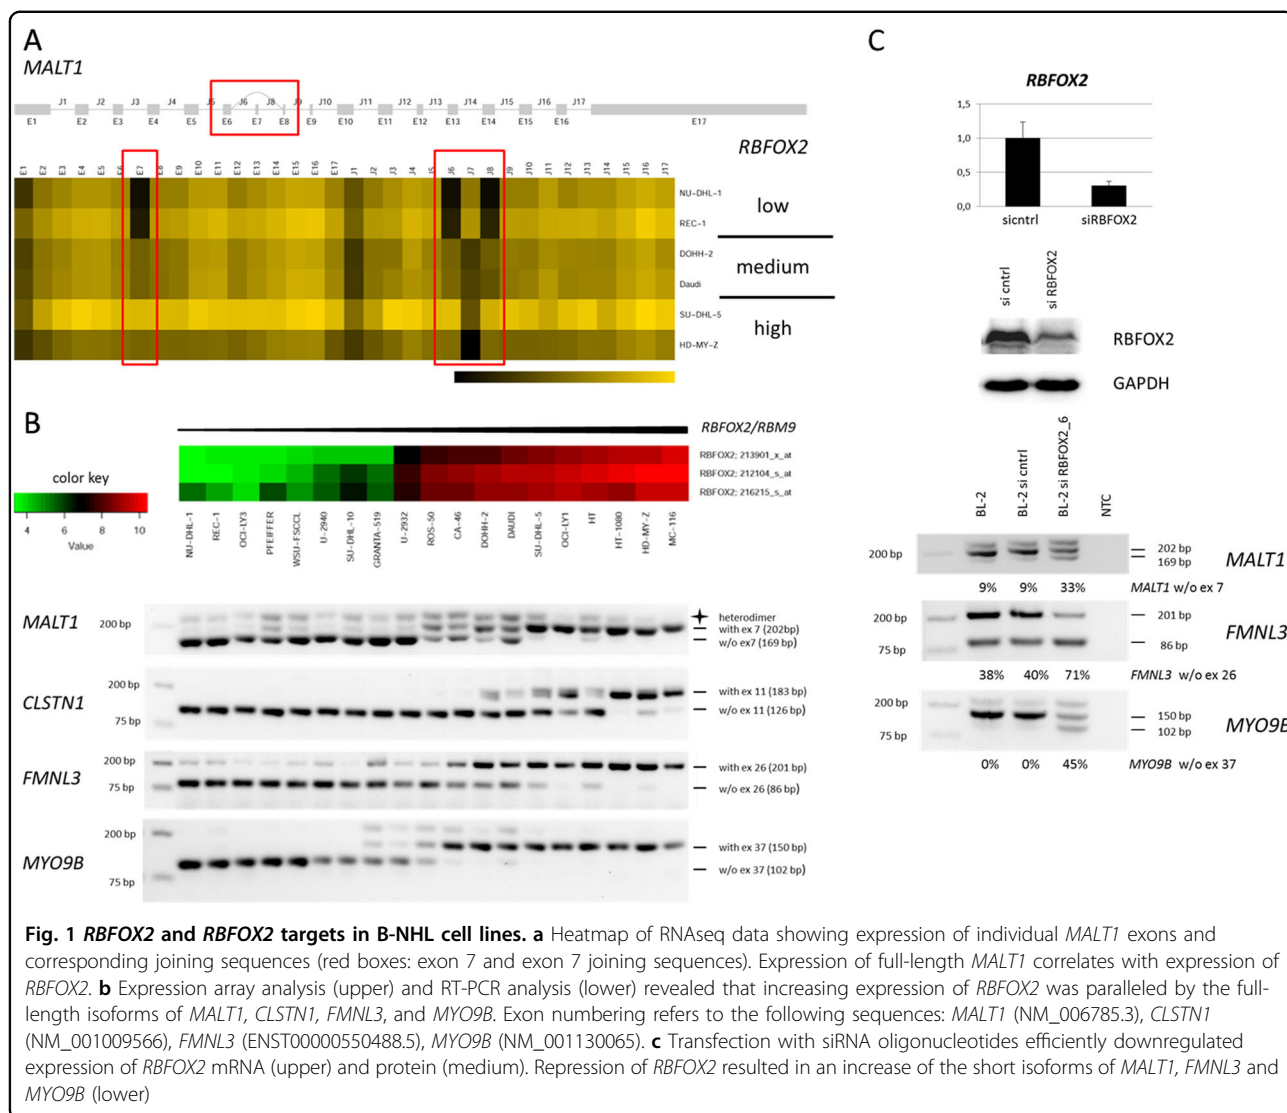 A
MALT1
J1 J2 J3 J4 J5 J6 J8 J9 J10 J11 J12 J13 J14 J15 J16 J17
E1 E2 E3 E4 E5 E6 E7 E8 E9 E10 E11 E12 E13 E14 E15 E16 E17
RBFOX2
E1 E2 E3 E4 E5 E6 E7 E8 E9 E10 E11 E12 E13 E14 E15 E16 E17 J1 J2 J3 J4 J5 J6 J7 J8 J9 J10 J11 J12 J13 J14 J15 J16 J17
NU-DHL-1
low
REC-1
DOHH-2
medium
Daudi
SU-DHL-5
high
HD-MY-Z
B
RBFOX2/RBM9
RBFOX2; 213901_x_at
RBFOX2; 212104_s_at
RBFOX2; 216215_s_at
color key
4 6 8 10
Value
NU-DHL-1 REC-1 OCI-LY3 PFEIFFER WSU-FSCCL U-2940 SU-DHL-10 GRANTA-519 U-2932 ROS-50 CA-46 DOHH-2 DAUDI SU-DHL-5 OCI-LY1 HT HT-1080 HD-MY-Z MC-116
MALT1
200 bp
heterodimer
with ex 7 (202bp)
w/o ex7 (169 bp)
CLSTN1
200 bp
75 bp
with ex 11 (183 bp)
w/o ex 11 (126 bp)
FMNL3
200 bp
75 bp
with ex 26 (201 bp)
w/o ex 26 (86 bp)
MYO9B
200 bp
75 bp
with ex 37 (150 bp)
w/o ex 37 (102 bp)
C
RBFOX2
1,5
1,0
0,5
0,0
sicntrl siRBFOX2
si cntrl si RBFOX2
RBFOX2
GAPDH
BL-2 BL-2 si cntrl BL-2 si RBFOX2_6 NTC
200 bp
202 bp
169 bp
MALT1
9% 9% 33% MALT1 w/o ex 7
200 bp
75 bp
201 bp
86 bp
FMNL3
38% 40% 71% FMNL3 w/o ex 26
200 bp
75 bp
150 bp
102 bp
MYO9B
0% 0% 45% MYO9B w/o ex 37
Fig. 1 RBFOX2 and RBFOX2 targets in B-NHL cell lines. a Heatmap of RNAseq data showing expression of individual MALT1 exons and
corresponding joining sequences (red boxes: exon 7 and exon 7 joining sequences). Expression of full-length MALT1 correlates with expression of
RBFOX2. b Expression array analysis (upper) and RT-PCR analysis (lower) revealed that increasing expression of RBFOX2 was paralleled by the full-
length isoforms of MALT1, CLSTN1, FMNL3, and MYO9B. Exon numbering refers to the following sequences: MALT1 (NM_006785.3), CLSTN1
(NM_001009566), FMNL3 (ENST00000550488.5), MYO9B (NM_001130065). c Transfection with siRNA oligonucleotides efficiently downregulated
expression of RBFOX2 mRNA (upper) and protein (medium). Repression of RBFOX2 resulted in an increase of the short isoforms of MALT1, FMNL3 and
MYO9B (lower)